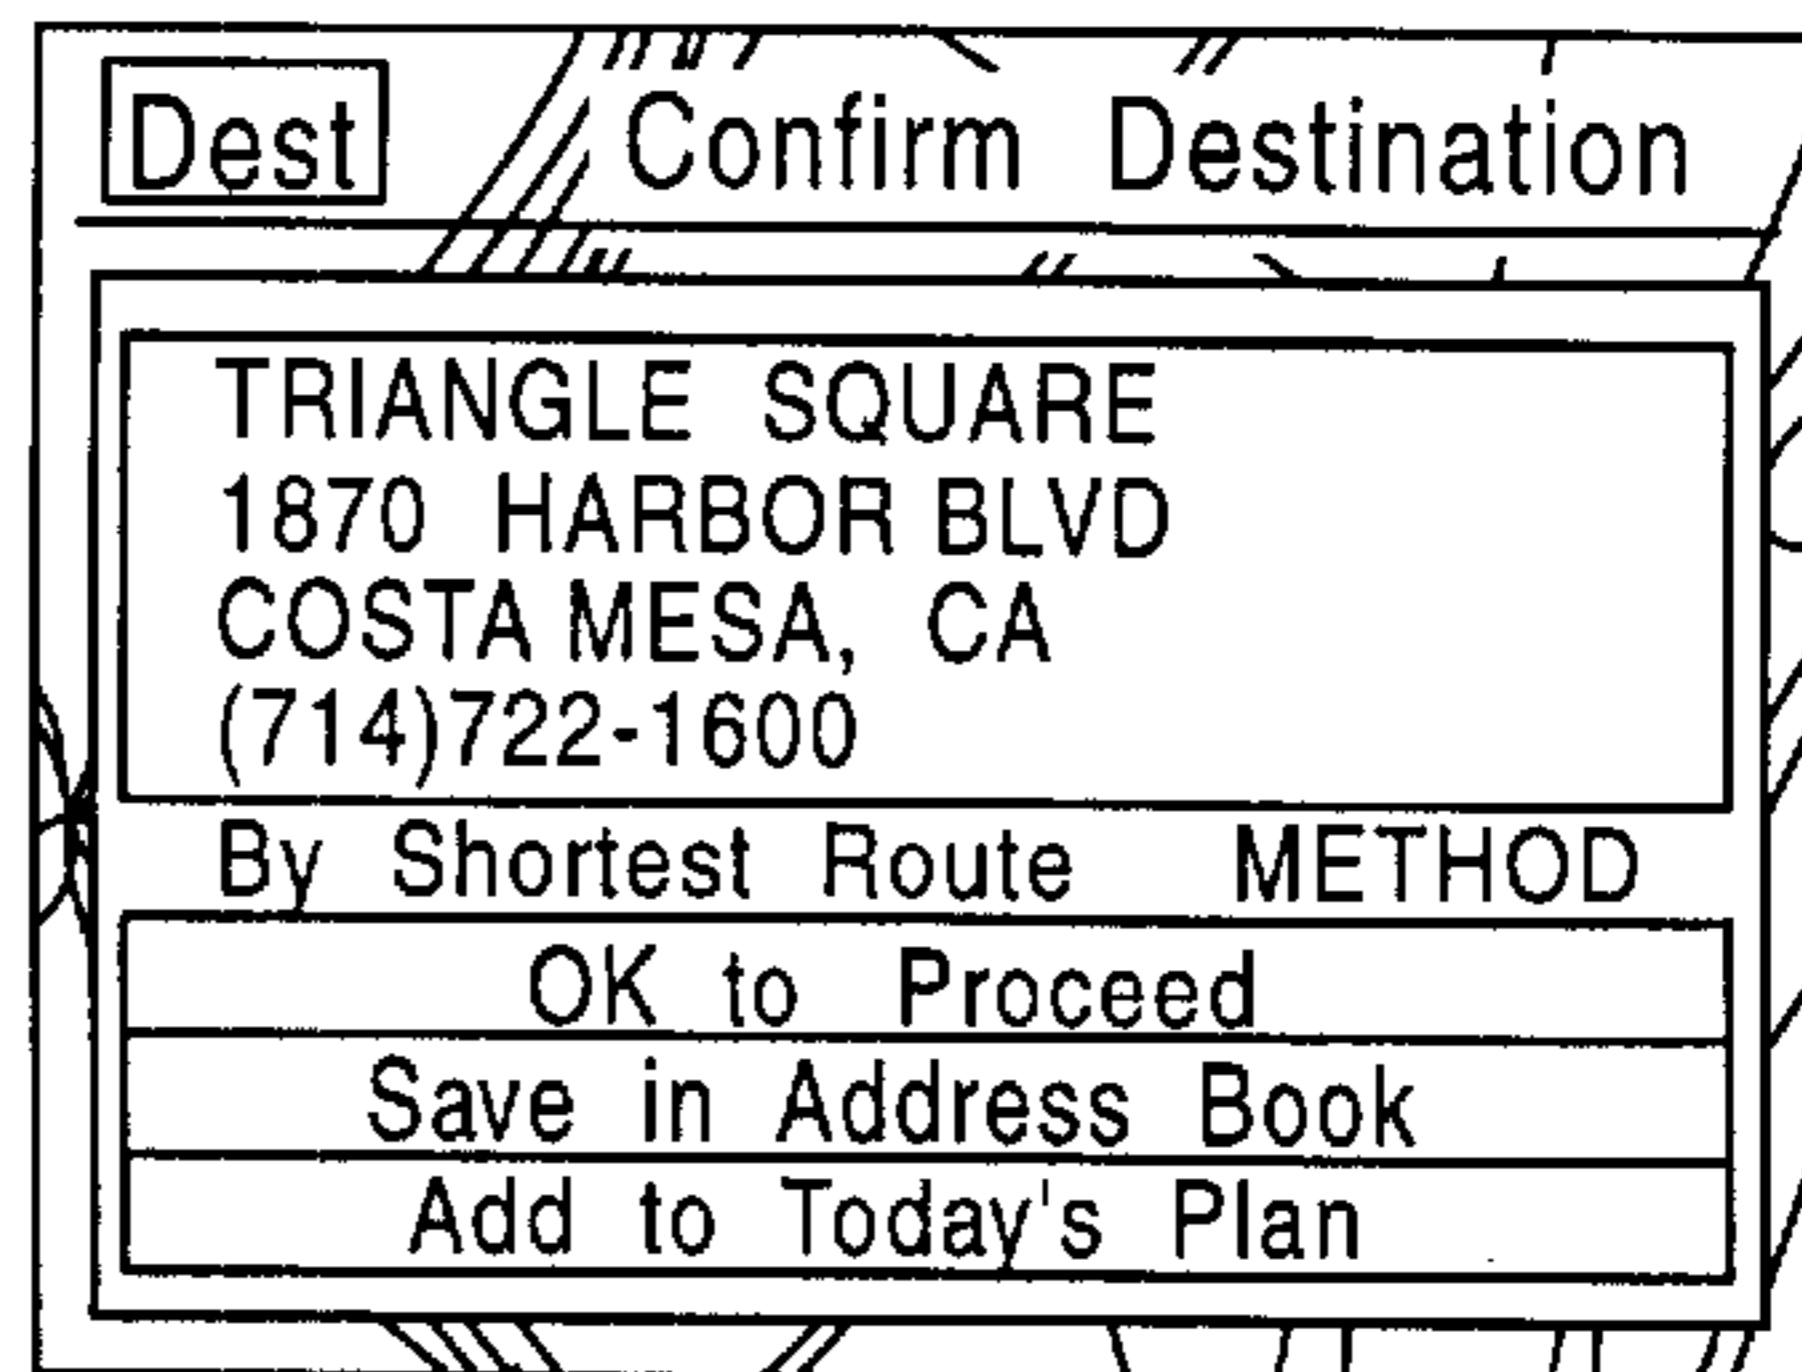 Dest Confirm Destination
TRIANGLE SQUARE
1870 HARBOR BLVD
COSTA MESA, CA
(714)722-1600
By Shortest Route METHOD
OK to Proceed
Save in Address Book
Add to Today's Plan